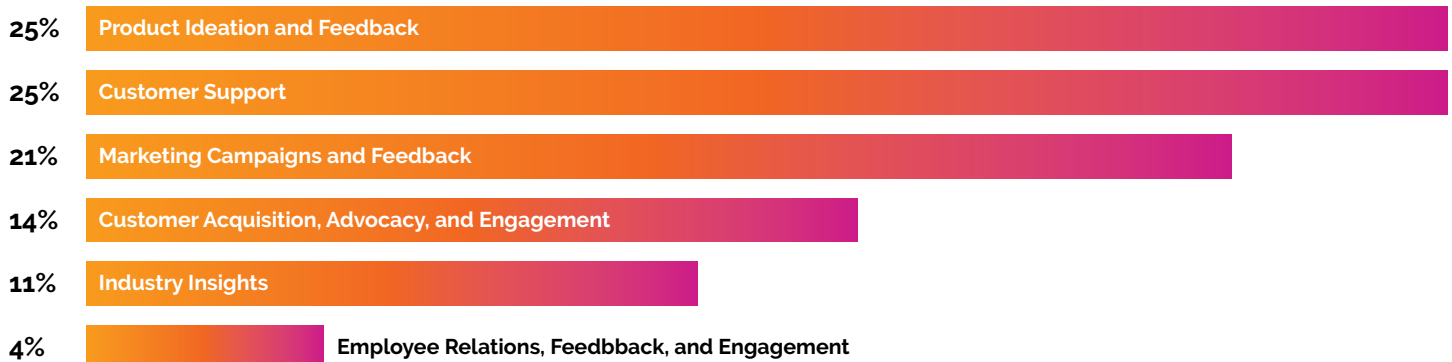 25% Product Ideation and Feedback
25% Customer Support
21% Marketing Campaigns and Feedback
14% Customer Acquisition, Advocacy, and Engagement
11% Industry Insights
4% Employee Relations, Feedbback, and Engagement